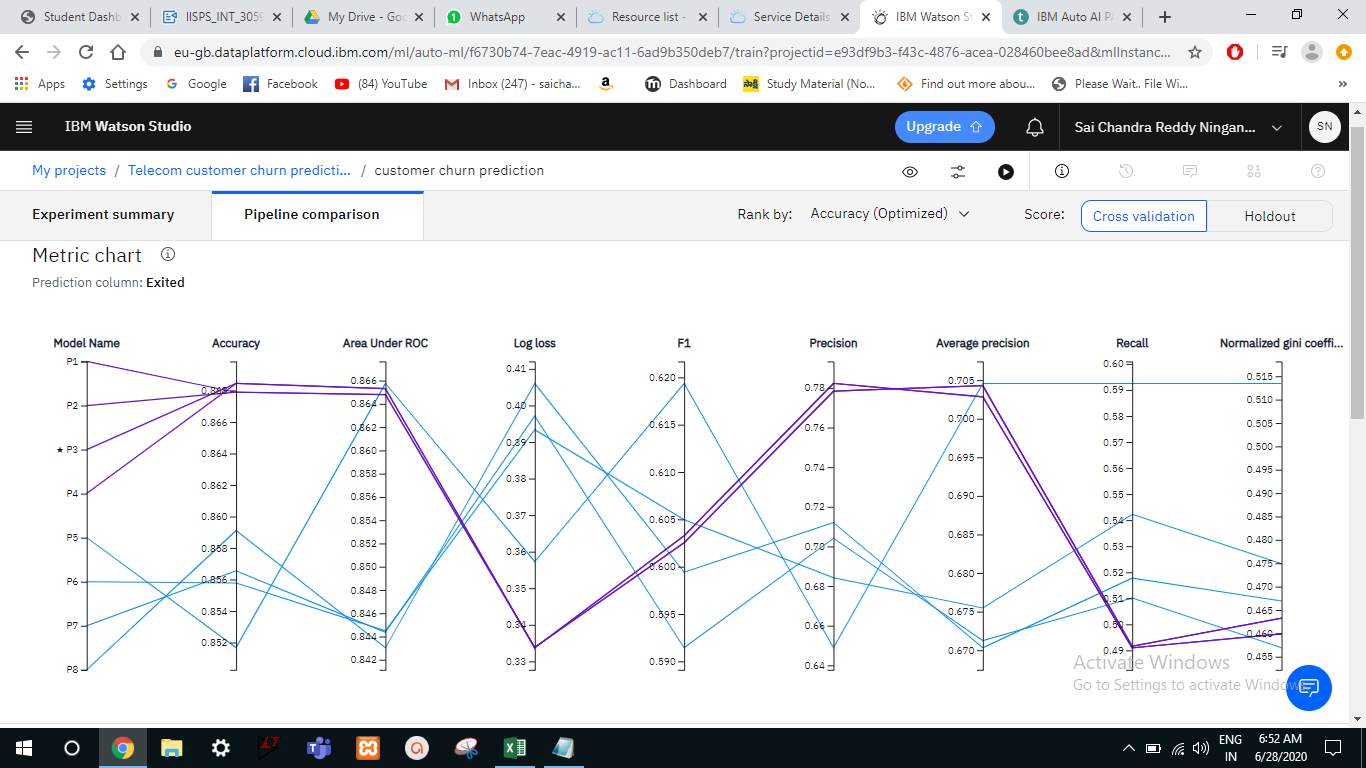 Student Dashb
IISPS_INT_3059
My Drive - Goo
WhatsApp
Resource list -
Service Details
IBM Watson St
IBM Auto AI PA
eu-gb.dataplatform.cloud.ibm.com/ml/auto-ml/f6730b74-7eac-4919-ac11-6ad9b350deb7/train?projectid=e93df9b3-f43c-4876-acea-028460bee8ad&mlInstanc...
Apps Settings Google Facebook (84) YouTube Inbox (247) - saicha... Dashboard Study Material (No... Find out more abou... Please Wait.. File Wi... »
IBM Watson Studio Upgrade Sai Chandra Reddy Ningan... SN
My projects / Telecom customer churn predicti... / customer churn prediction
Experiment summary Pipeline comparison Rank by: Accuracy (Optimized) Score: Cross validation Holdout
Metric chart
Prediction column: Exited
Model Name Accuracy Area Under ROC Log loss F1 Precision Average precision Recall Normalized gini coeffi...
P1
P2
★ P3
P4
P5
P6
P7
P8
0.868
0.866
0.864
0.862
0.860
0.858
0.856
0.854
0.852
0.866
0.864
0.862
0.860
0.858
0.856
0.854
0.852
0.850
0.848
0.846
0.844
0.842
0.41
0.40
0.39
0.38
0.37
0.36
0.35
0.34
0.33
0.620
0.615
0.610
0.605
0.600
0.595
0.590
0.78
0.76
0.74
0.72
0.70
0.68
0.66
0.64
0.705
0.700
0.695
0.690
0.685
0.680
0.675
0.670
0.60
0.59
0.58
0.57
0.56
0.55
0.54
0.53
0.52
0.51
0.50
0.49
0.515
0.510
0.505
0.500
0.495
0.490
0.485
0.480
0.475
0.470
0.465
0.460
0.455
Activate Windows
Go to Settings to activate Windows.
ENG
IN
6:52 AM
6/28/2020